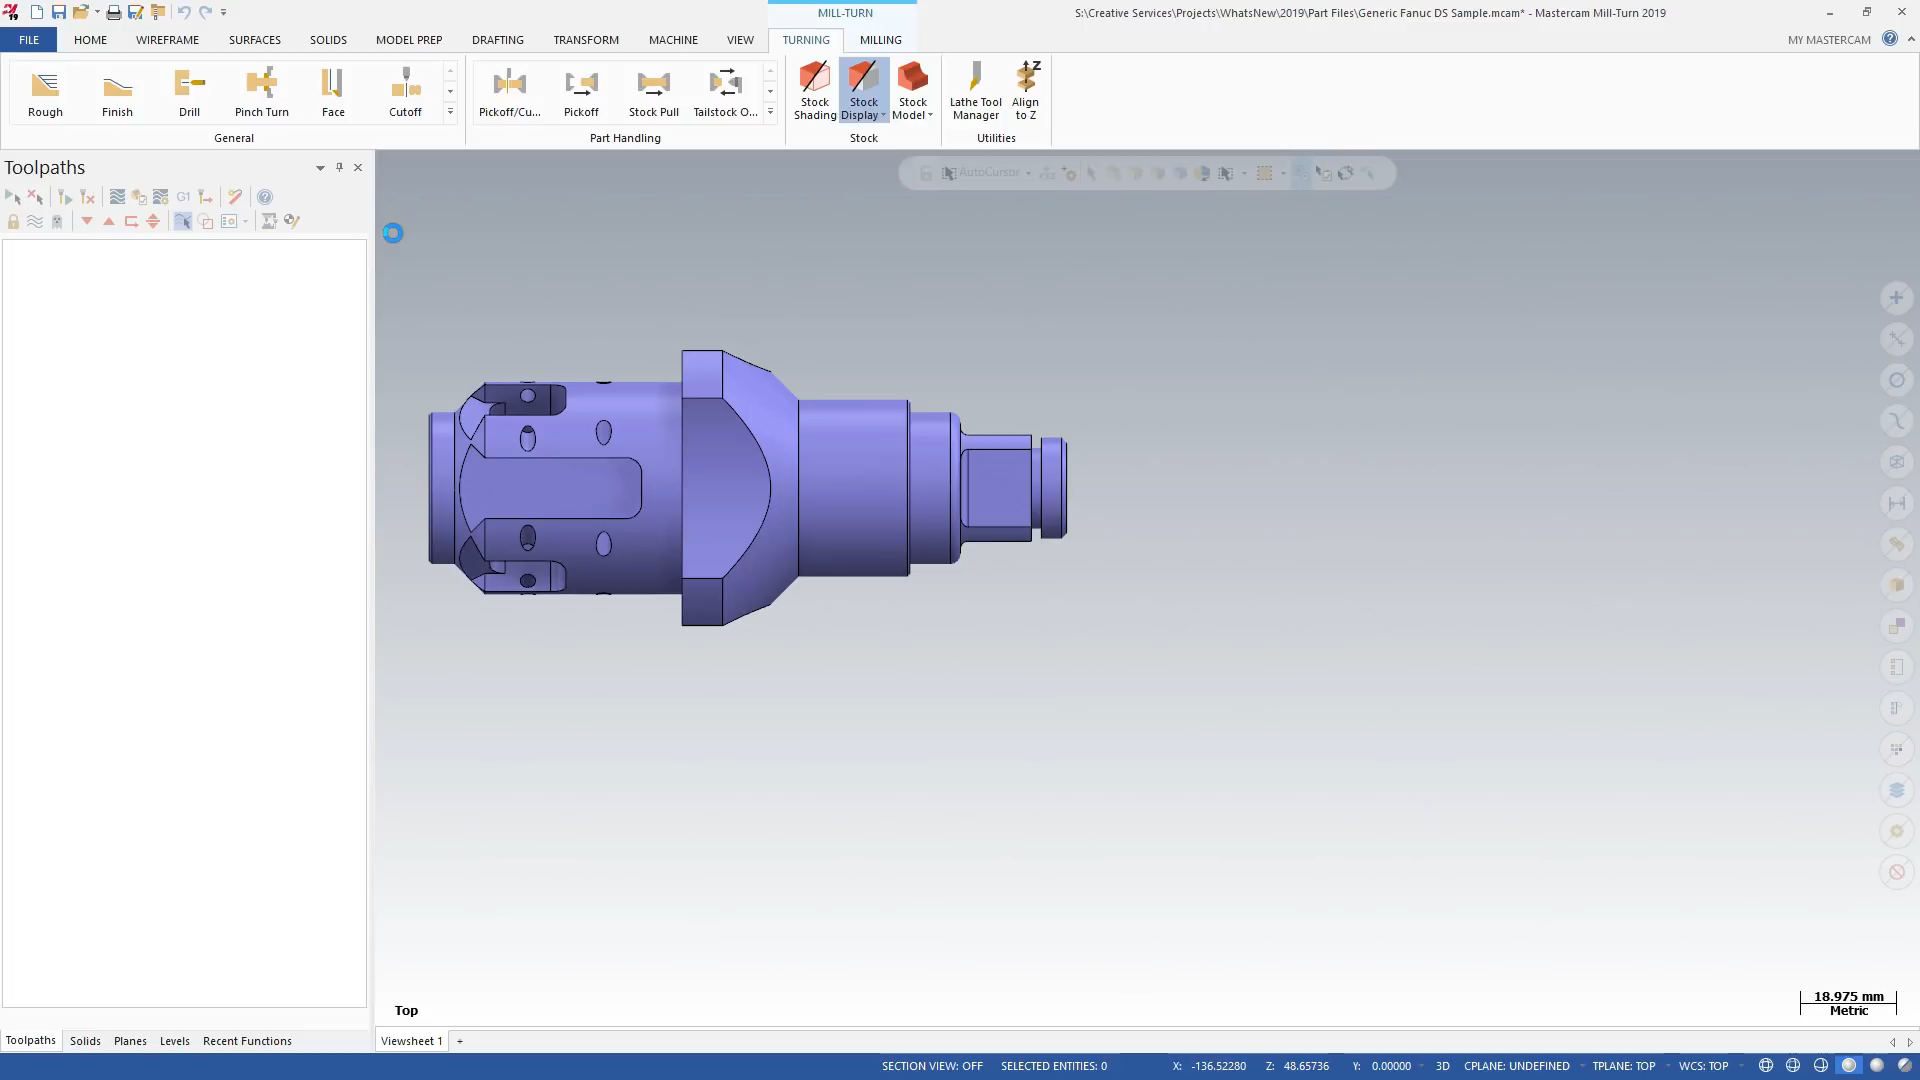 MILL-TURN
S:\Creative Services\Projects\WhatsNew\2019\Part Files\Generic Fanuc DS Sample.mcam* - Mastercam Mill-Turn 2019
FILE HOME WIREFRAME SURFACES SOLIDS MODEL PREP DRAFTING TRANSFORM MACHINE VIEW TURNING MILLING MY MASTERCAM
Rough Finish Drill Pinch Turn Face Cutoff
Pickoff/Cu... Pickoff Stock Pull Tailstock O...
Stock Shading
Stock Display
Stock Model
Lathe Tool Manager
Align to Z
General Part Handling Stock Utilities
Toolpaths
AutoCursor
G1
Top
18.975 mm
Metric
Toolpaths Solids Planes Levels Recent Functions
Viewsheet 1 +
SECTION VIEW: OFF SELECTED ENTITIES: 0 X: -136.52280 Z: 48.65736 Y: 0.00000 3D CPLANE: UNDEFINED TPLANE: TOP WCS: TOP